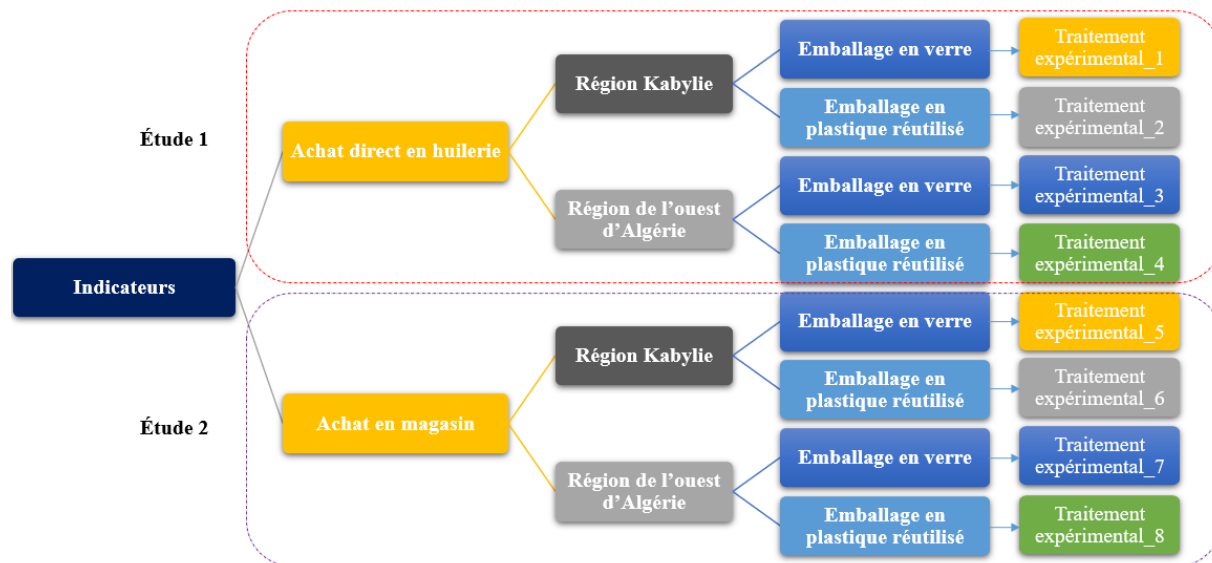 Étude 1
Indicateurs
Étude 2
Achat direct en huilerie
Achat en magasin
Région Kabylie
Région de l’ouest
d’Algérie
Région Kabylie
Région de l’ouest
d’Algérie
Emballage en verre
Traitement
expérimental_1
Emballage en
plastique réutilisé
Traitement
expérimental_2
Emballage en verre
Traitement
expérimental_3
Emballage en
plastique réutilisé
Traitement
expérimental_4
Emballage en verre
Traitement
expérimental_5
Emballage en
plastique réutilisé
Traitement
expérimental_6
Emballage en verre
Traitement
expérimental_7
Emballage en
plastique réutilisé
Traitement
expérimental_8